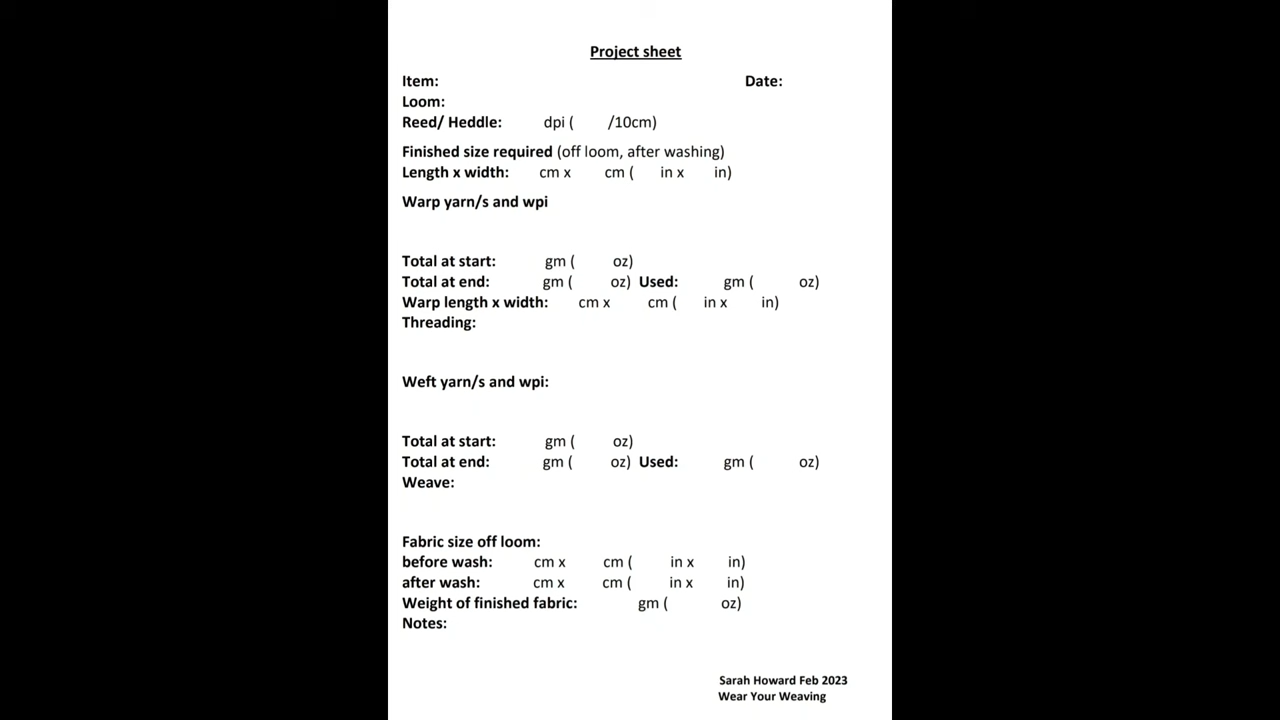 Project sheet
Item: Date:
Loom:
Reed/ Heddle: dpi ( /10cm)
Finished size required (off loom, after washing)
Length x width: cm x cm ( in x in)
Warp yarn/s and wpi
Total at start: gm ( oz)
Total at end: gm ( oz) Used: gm ( oz)
Warp length x width: cm x cm ( in x in)
Threading:
Weft yarn/s and wpi:
Total at start: gm ( oz)
Total at end: gm ( oz) Used: gm ( oz)
Weave:
Fabric size off loom:
before wash: cm x cm ( in x in)
after wash: cm x cm ( in x in)
Weight of finished fabric: gm ( oz)
Notes:
Sarah Howard Feb 2023
Wear Your Weaving